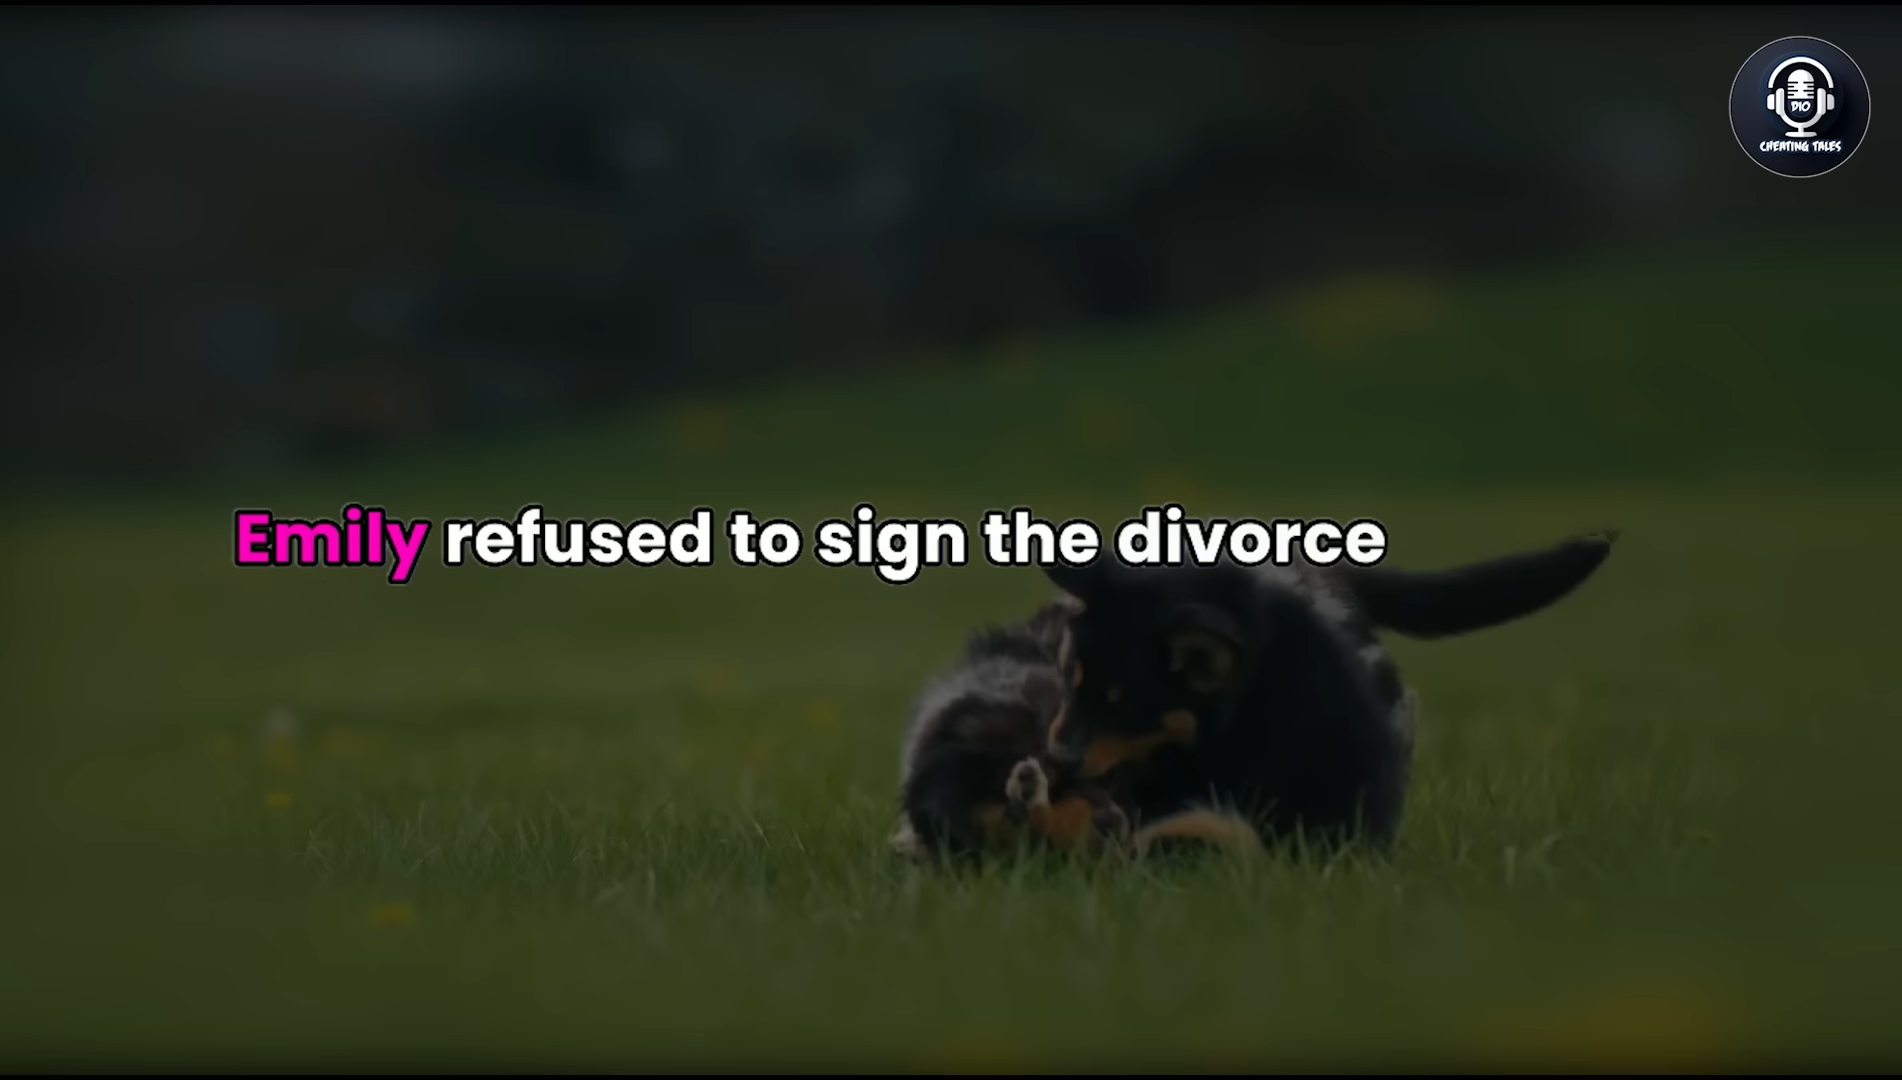 DIO
CHEATING TALES
Emily refused to sign the divorce